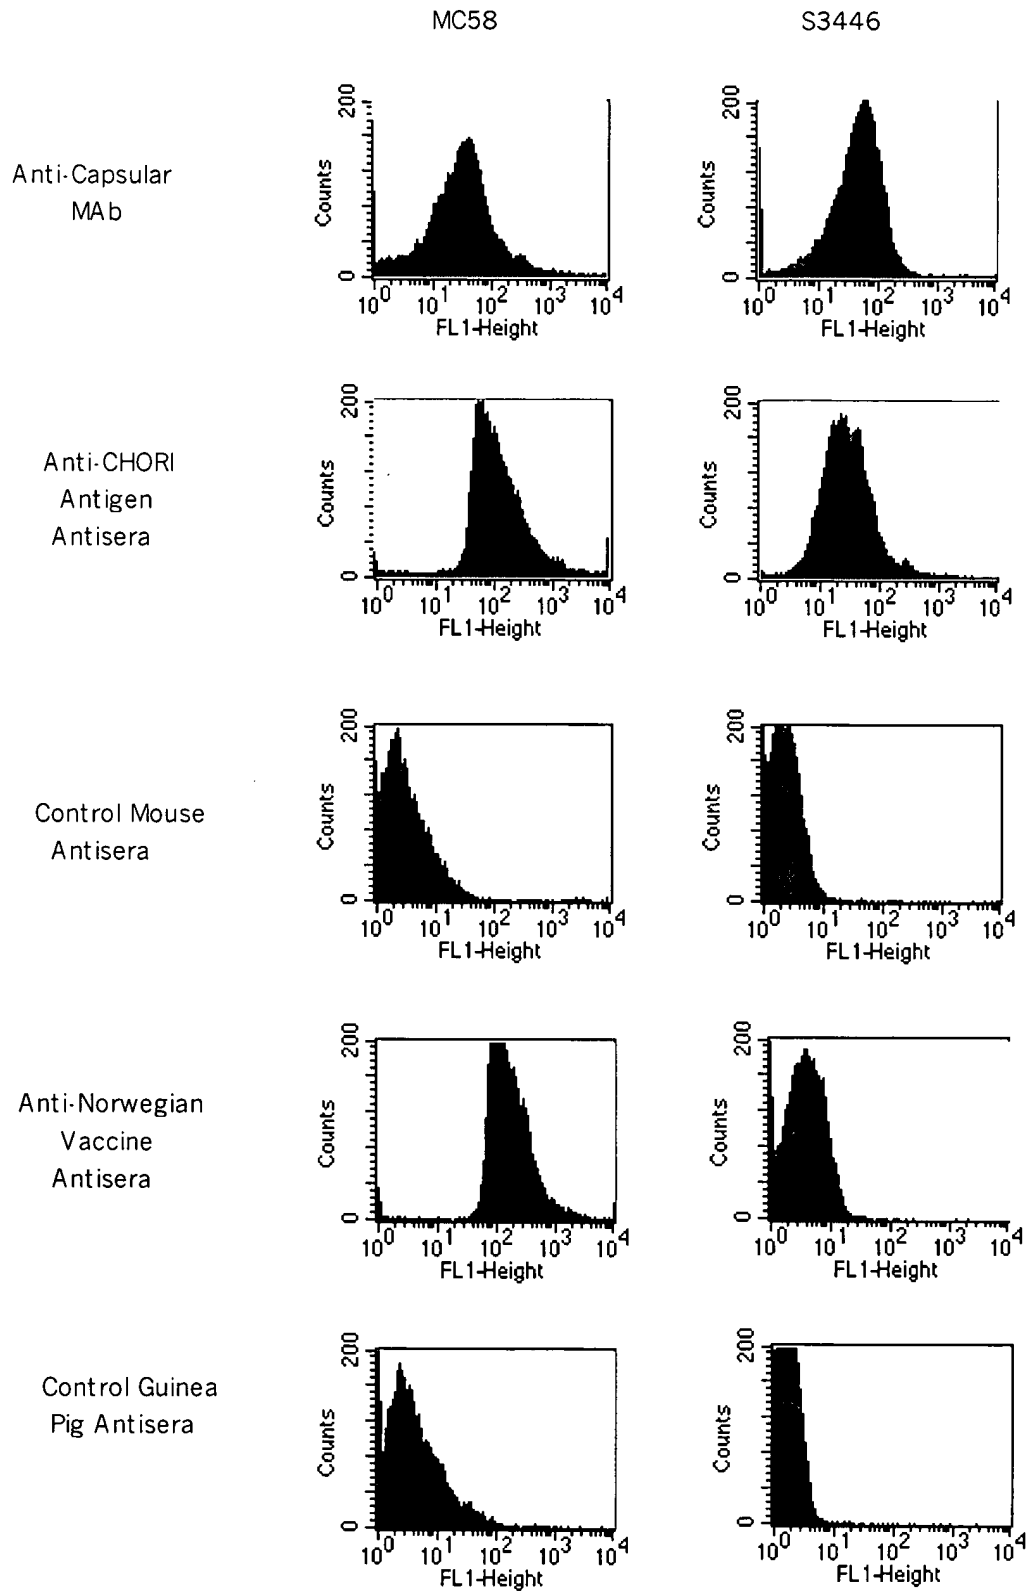 MC58 S3446
Anti-Capsular
MAb
200
Counts
0
10^0 10^1 10^2 10^3 10^4
FL1-Height
200
Counts
0
10^0 10^1 10^2 10^3 10^4
FL1-Height
Anti-CHORI
Antigen
Antisera
200
Counts
0
10^0 10^1 10^2 10^3 10^4
FL1-Height
200
Counts
0
10^0 10^1 10^2 10^3 10^4
FL1-Height
Control Mouse
Antisera
200
Counts
0
10^0 10^1 10^2 10^3 10^4
FL1-Height
200
Counts
0
10^0 10^1 10^2 10^3 10^4
FL1-Height
Anti-Norwegian
Vaccine
Antisera
200
Counts
0
10^0 10^1 10^2 10^3 10^4
FL1-Height
200
Counts
0
10^0 10^1 10^2 10^3 10^4
FL1-Height
Control Guinea
Pig Antisera
200
Counts
0
10^0 10^1 10^2 10^3 10^4
FL1-Height
200
Counts
0
10^0 10^1 10^2 10^3 10^4
FL1-Height